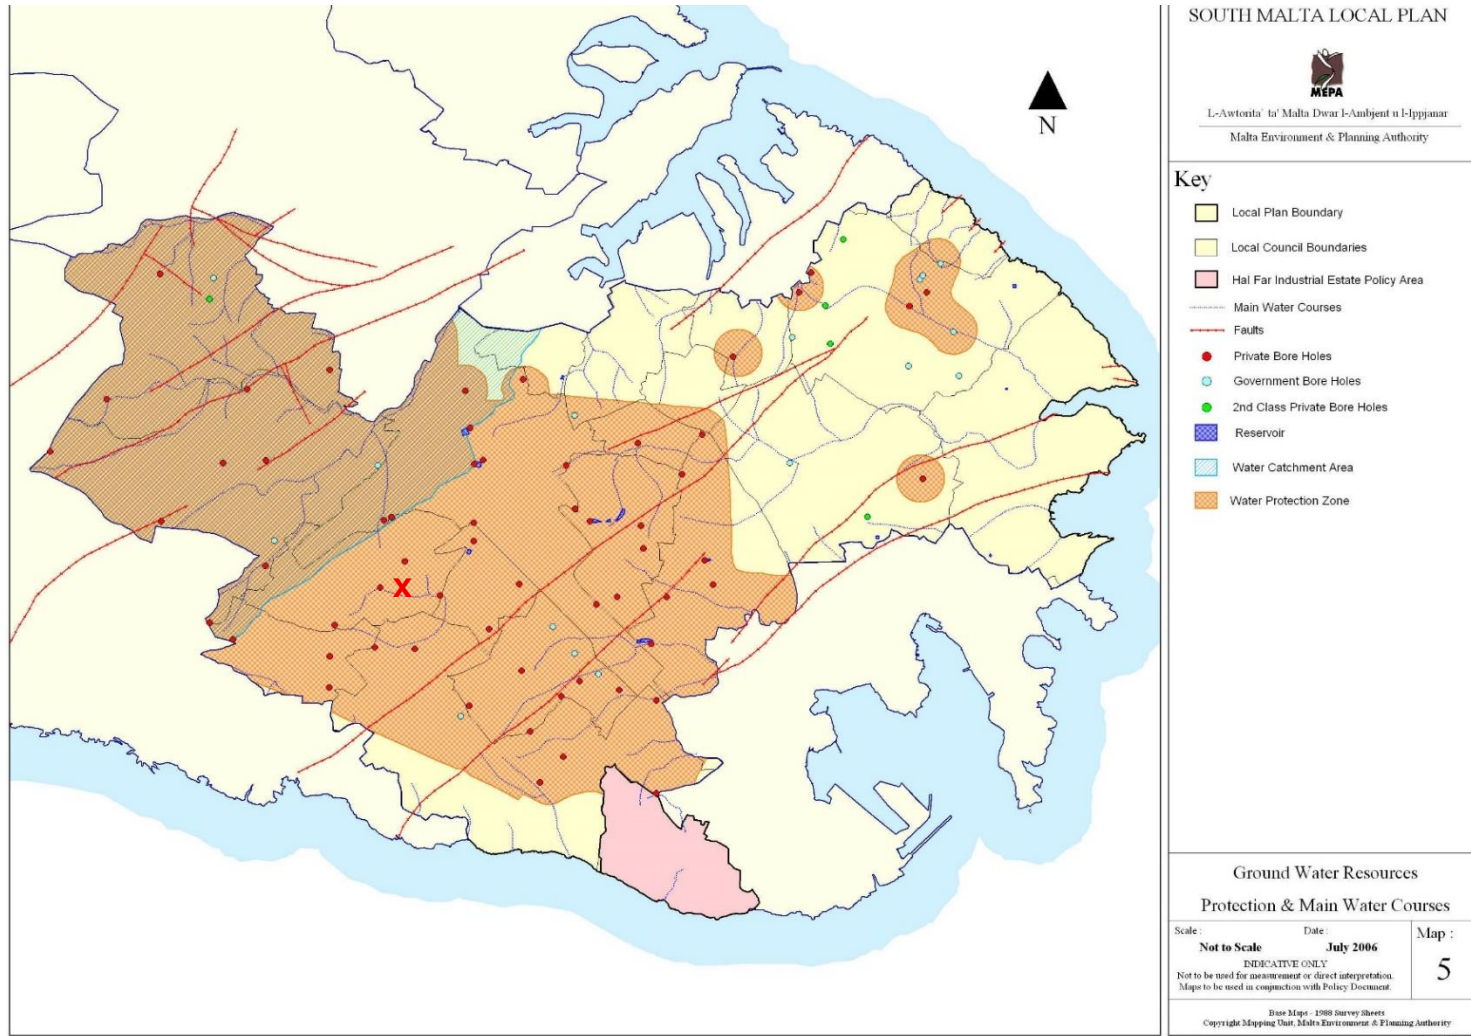 SOUTH MALTA LOCAL PLAN
MEPA
L-Awtorita` ta' Malta Dwar l-Ambjent u l-Ippjanar
Malta Environment & Planning Authority
N
Key
Local Plan Boundary
Local Council Boundaries
Hal Far Industrial Estate Policy Area
Main Water Courses
Faults
Private Bore Holes
Government Bore Holes
2nd Class Private Bore Holes
Reservoir
Water Catchment Area
Water Protection Zone
X
Ground Water Resources
Protection & Main Water Courses
Scale :
Not to Scale
Date :
July 2006
Map :
5
INDICATIVE ONLY
Not to be used for measurement or direct interpretation.
Maps to be used in conjunction with Policy Document.
Base Maps - 1988 Survey Sheets
Copyright Mapping Unit, Malta Environment & Planning Authority